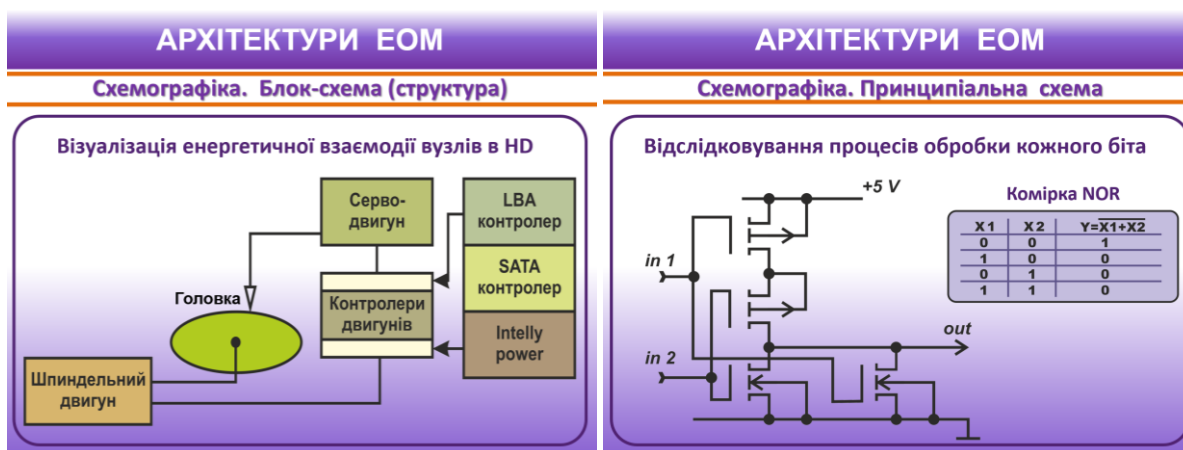 АРХІТЕКТУРИ ЕОМ
Схемографіка. Блок-схема (структура)
Візуалізація енергетичної взаємодії вузлів в HD
Серво-
двигун
LBA
контролер
SATA
контролер
Головка
Контролери
двигунів
Intelly
power
Шпиндельний
двигун
АРХІТЕКТУРИ ЕОМ
Схемографіка. Принципіальна схема
Відслідковування процесів обробки кожного біта
+5 V
Комірка NOR
X1 X2 Y=X̅1̅+̅X̅2̅
0 0 1
1 0 0
0 1 0
1 1 0
in 1
out
in 2